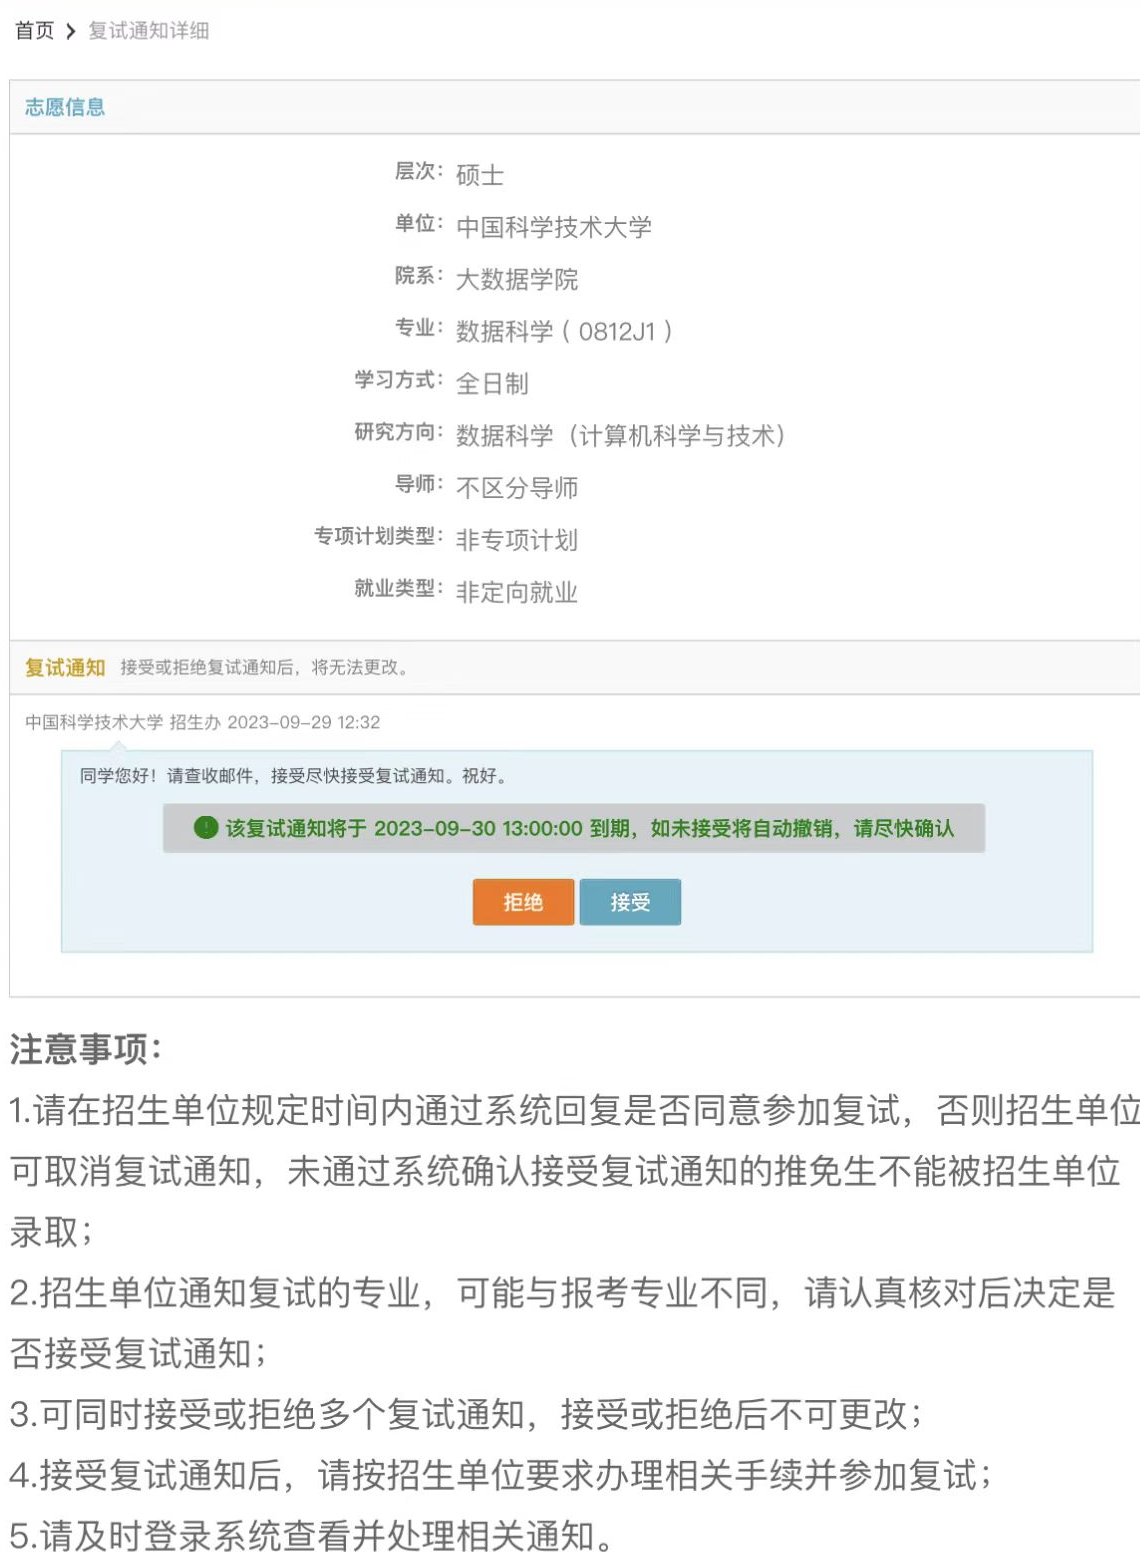 首页 > 复试通知详细
志愿信息
层次: 硕士
单位: 中国科学技术大学
院系: 大数据学院
专业: 数据科学 ( 0812J1 )
学习方式: 全日制
研究方向: 数据科学（计算机科学与技术）
导师: 不区分导师
专项计划类型: 非专项计划
就业类型: 非定向就业
复试通知 接受或拒绝复试通知后，将无法更改。
中国科学技术大学 招生办 2023-09-29 12:32
同学您好！请查收邮件，接受尽快接受复试通知。祝好。
! 该复试通知将于 2023-09-30 13:00:00 到期，如未接受将自动撤销，请尽快确认
拒绝 接受
注意事项：
1.请在招生单位规定时间内通过系统回复是否同意参加复试，否则招生单位
可取消复试通知，未通过系统确认接受复试通知的推免生不能被招生单位
录取；
2.招生单位通知复试的专业，可能与报考专业不同，请认真核对后决定是
否接受复试通知；
3.可同时接受或拒绝多个复试通知，接受或拒绝后不可更改；
4.接受复试通知后，请按招生单位要求办理相关手续并参加复试；
5.请及时登录系统查看并处理相关通知。